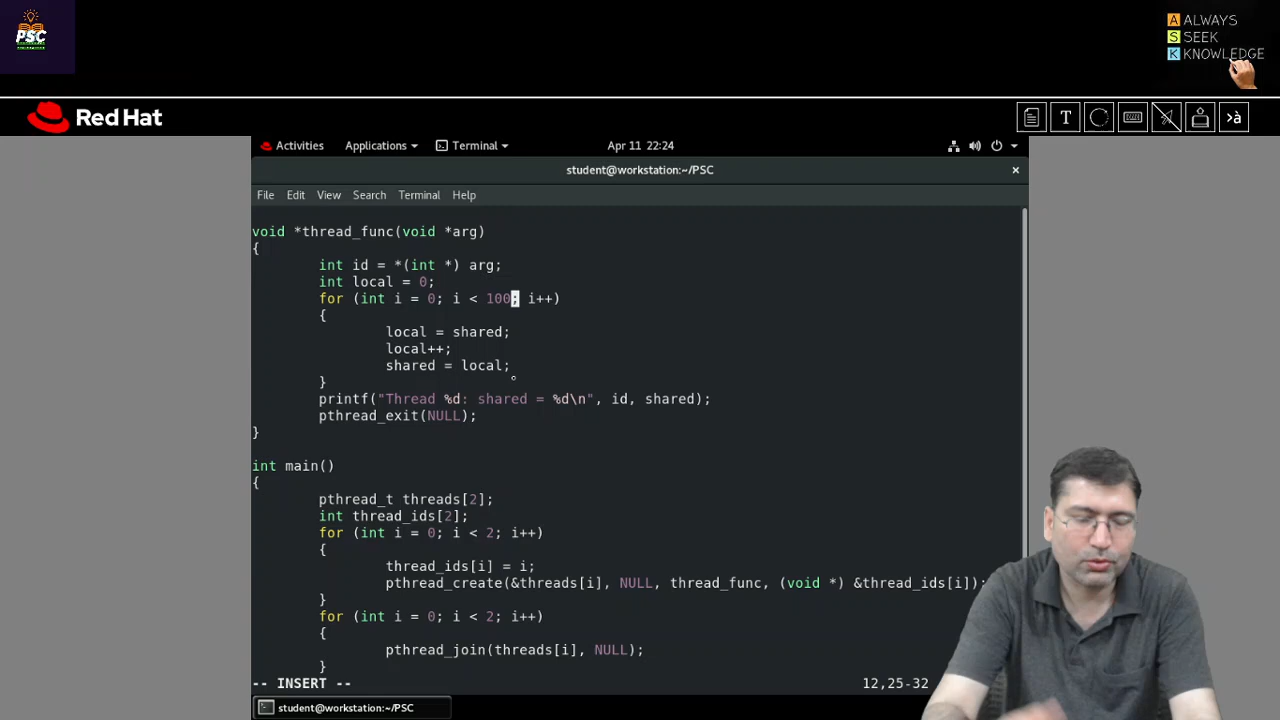 PSC
A ALWAYS
S SEEK
K KNOWLEDGE
Red Hat
T
>à
Activities Applications Terminal Apr 11 22:24
student@workstation:~/PSC ×
File Edit View Search Terminal Help
void *thread_func(void *arg)
{
int id = *(int *) arg;
int local = 0;
for (int i = 0; i < 100; i++)
{
local = shared;
local++;
shared = local;
}
printf("Thread %d: shared = %d\n", id, shared);
pthread_exit(NULL);
}
int main()
{
pthread_t threads[2];
int thread_ids[2];
for (int i = 0; i < 2; i++)
{
thread_ids[i] = i;
pthread_create(&threads[i], NULL, thread_func, (void *) &thread_ids[i]);
}
for (int i = 0; i < 2; i++)
{
pthread_join(threads[i], NULL);
}
-- INSERT -- 12,25-32
student@workstation:~/PSC